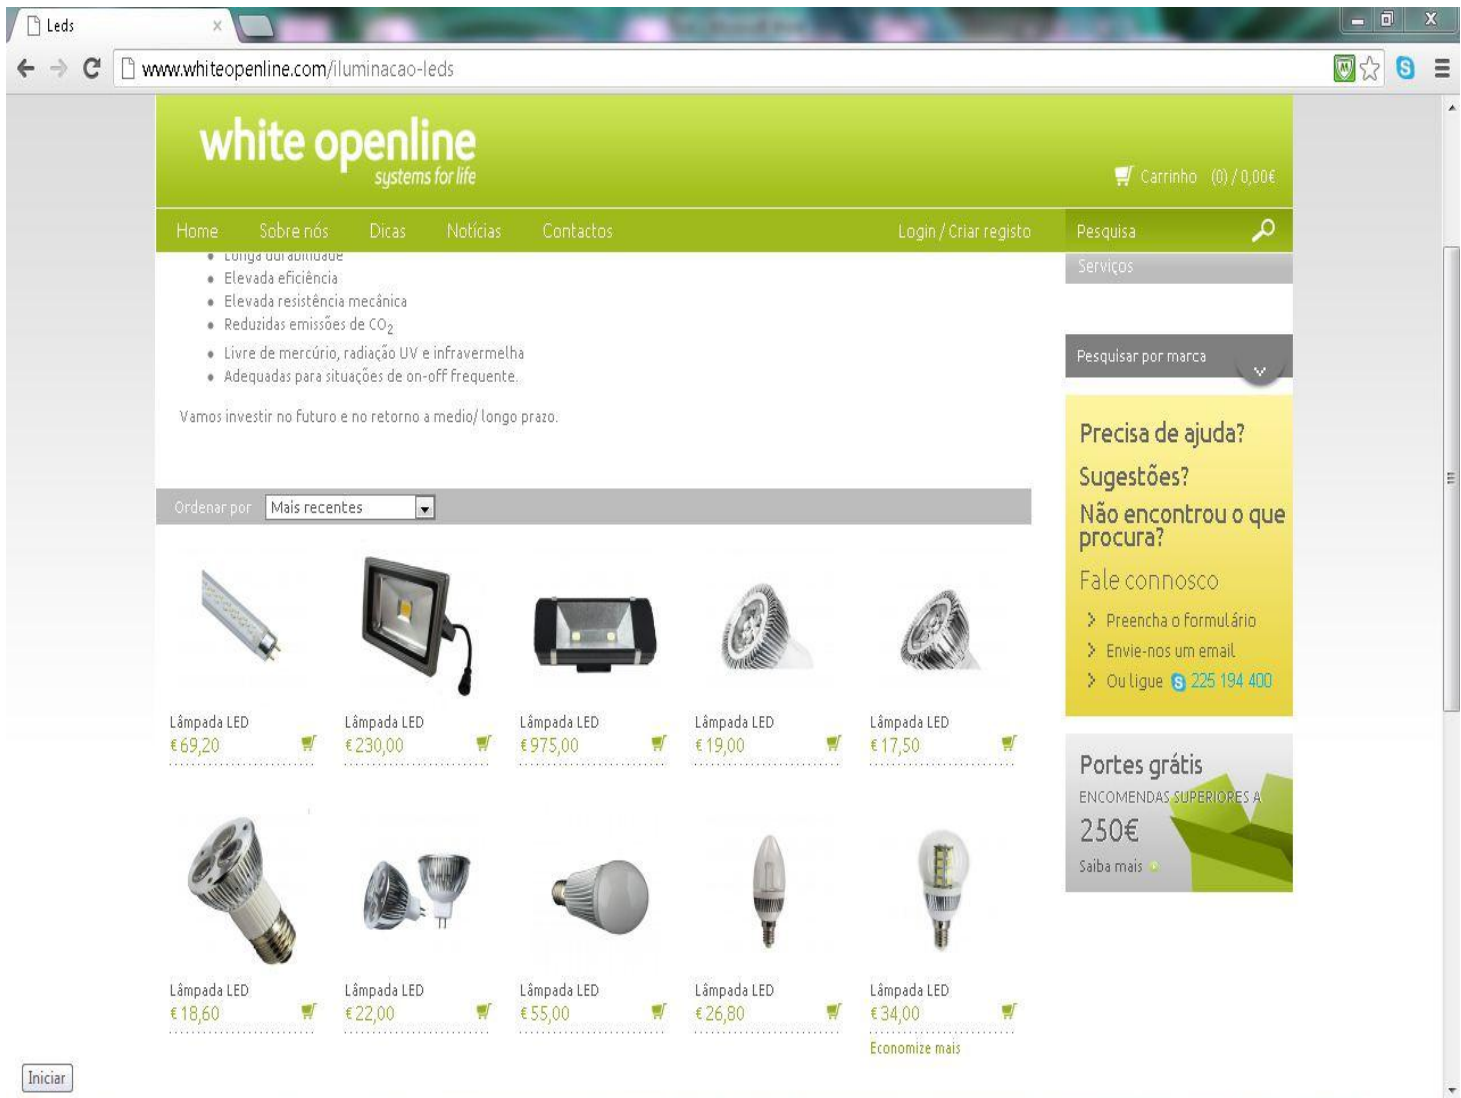 Leds
www.whiteopenline.com/iluminacao-leds
white openline
systems for life
Carrinho (0) / 0,00€
Home Sobre nós Dicas Notícias Contactos Login / Criar registo Pesquisa
Longa durabilidade
Elevada eficiência
Elevada resistência mecânica
Reduzidas emissões de CO2
Livre de mercúrio, radiação UV e infravermelha
Adequadas para situações de on-off frequente.
Vamos investir no futuro e no retorno a medio/ longo prazo.
Serviços
Pesquisar por marca
Precisa de ajuda?
Sugestões?
Não encontrou o que
procura?
Fale connosco
Preencha o formulário
Envie-nos um email
Ou ligue 225 194 400
Portes grátis
ENCOMENDAS SUPERIORES A
250€
Saiba mais
Ordenar por Mais recentes
Lâmpada LED Lâmpada LED Lâmpada LED Lâmpada LED Lâmpada LED
€ 69,20 € 230,00 € 975,00 € 19,00 € 17,50
Lâmpada LED Lâmpada LED Lâmpada LED Lâmpada LED Lâmpada LED
€ 18,60 € 22,00 € 55,00 € 26,80 € 34,00
Economize mais
Iniciar